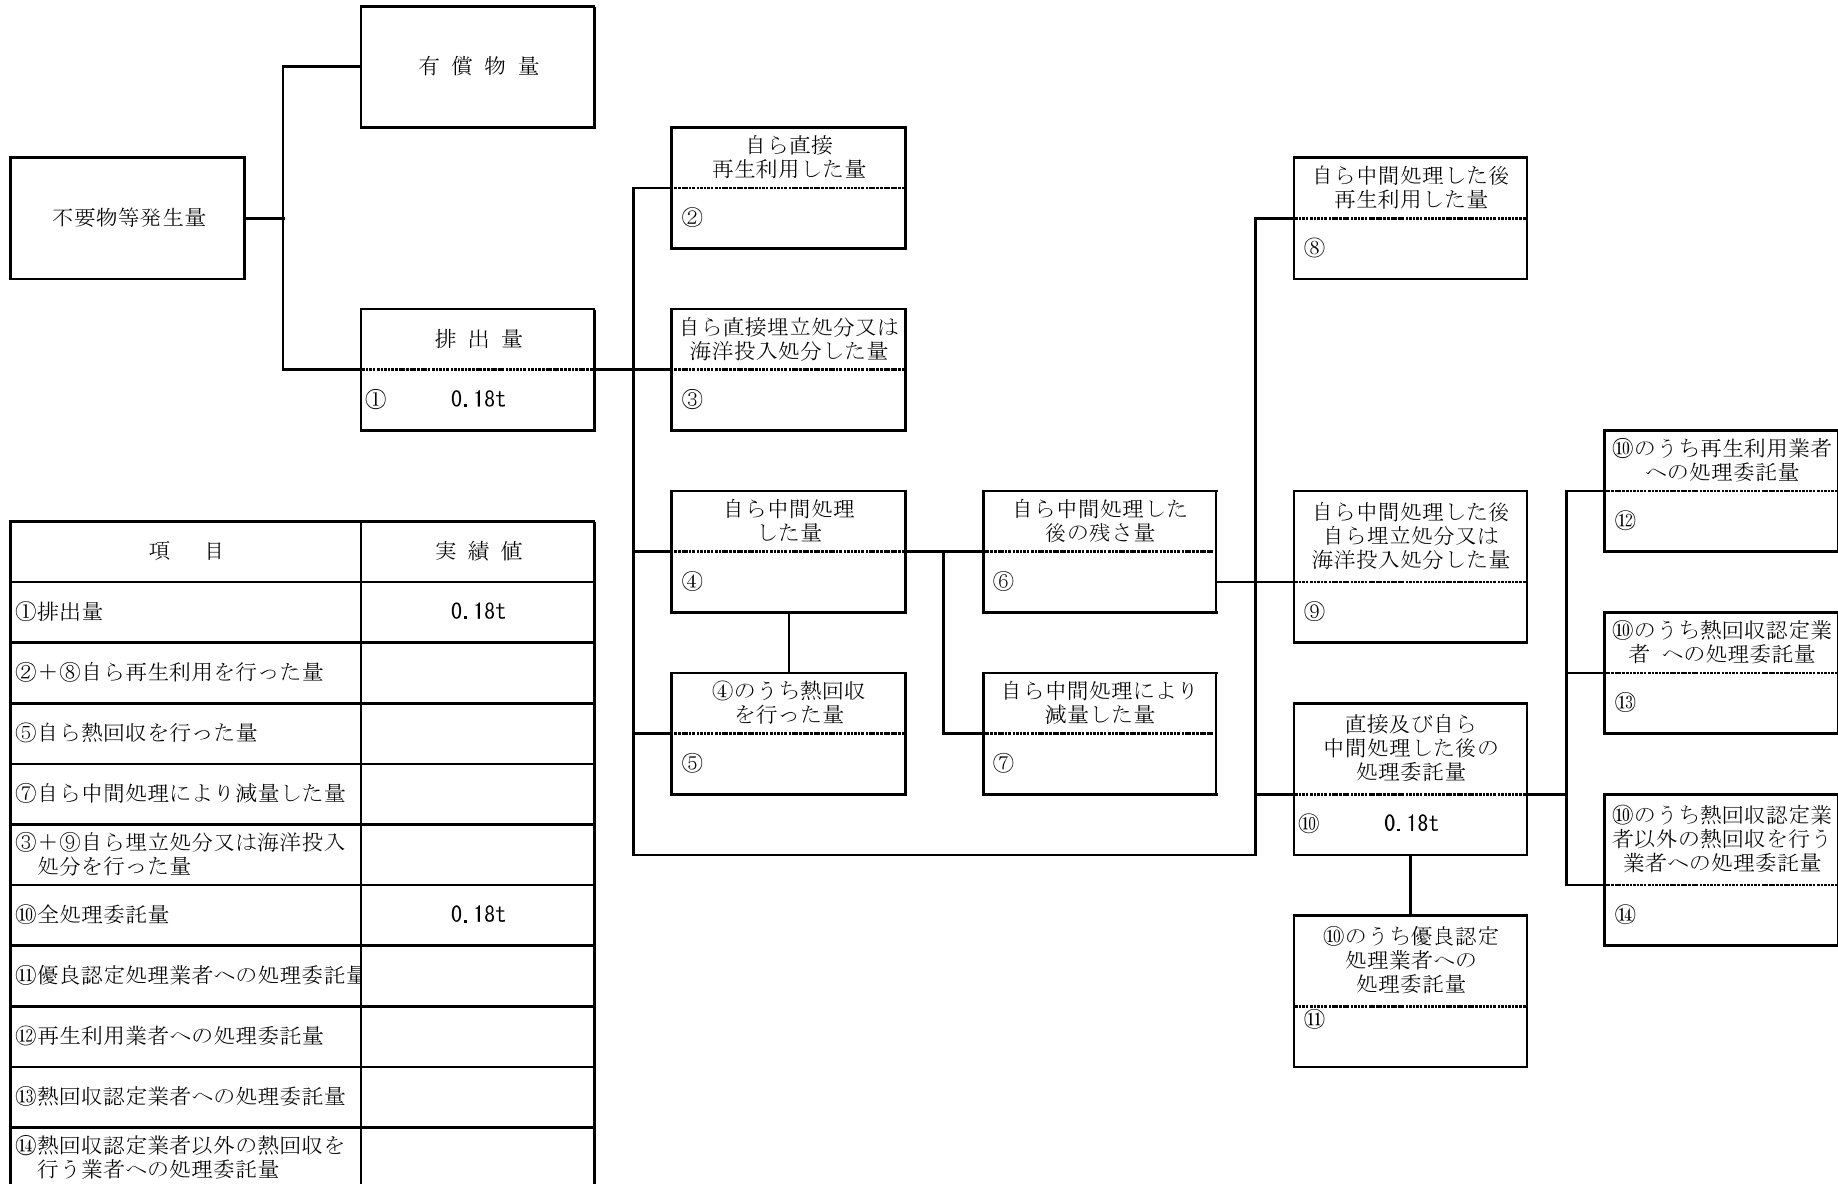 有 償 物 量
不要物等発生量
排 出 量
① 0.18t
自ら直接
再生利用した量
②
自ら直接埋立処分又は
海洋投入処分した量
③
自ら中間処理
した量
④
④のうち熱回収
を行った量
⑤
自ら中間処理した
後の残さ量
⑥
自ら中間処理により
減量した量
⑦
自ら中間処理した後
再生利用した量
⑧
自ら中間処理した後
自ら埋立処分又は
海洋投入処分した量
⑨
直接及び自ら
中間処理した後の
処理委託量
⑩ 0.18t
⑩のうち優良認定
処理業者への
処理委託量
⑪
⑩のうち再生利用業者
への処理委託量
⑫
⑩のうち熱回収認定業
者 への処理委託量
⑬
⑩のうち熱回収認定業
者以外の熱回収を行う
業者への処理委託量
⑭
項 目 実 績 値
①排出量 0.18t
②＋⑧自ら再生利用を行った量
⑤自ら熱回収を行った量
⑦自ら中間処理により減量した量
③＋⑨自ら埋立処分又は海洋投入
処分を行った量
⑩全処理委託量 0.18t
⑪優良認定処理業者への処理委託量
⑫再生利用業者への処理委託量
⑬熱回収認定業者への処理委託量
⑭熱回収認定業者以外の熱回収を
行う業者への処理委託量